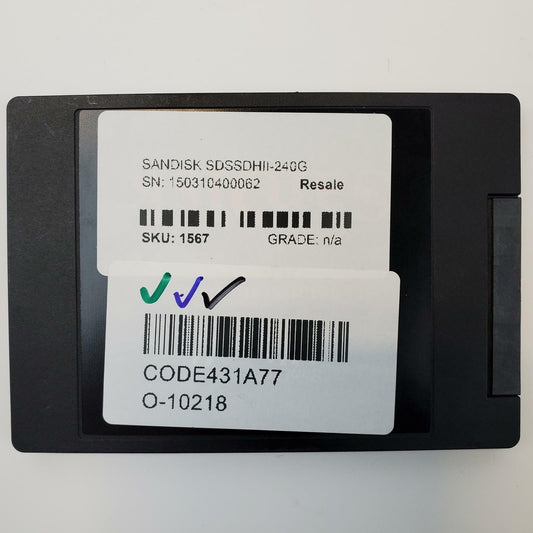 SANDISK SDSSDHII-240G
SN: 150310400062 Resale
SKU: 1567 GRADE: n/a
CODE431A77
O-10218